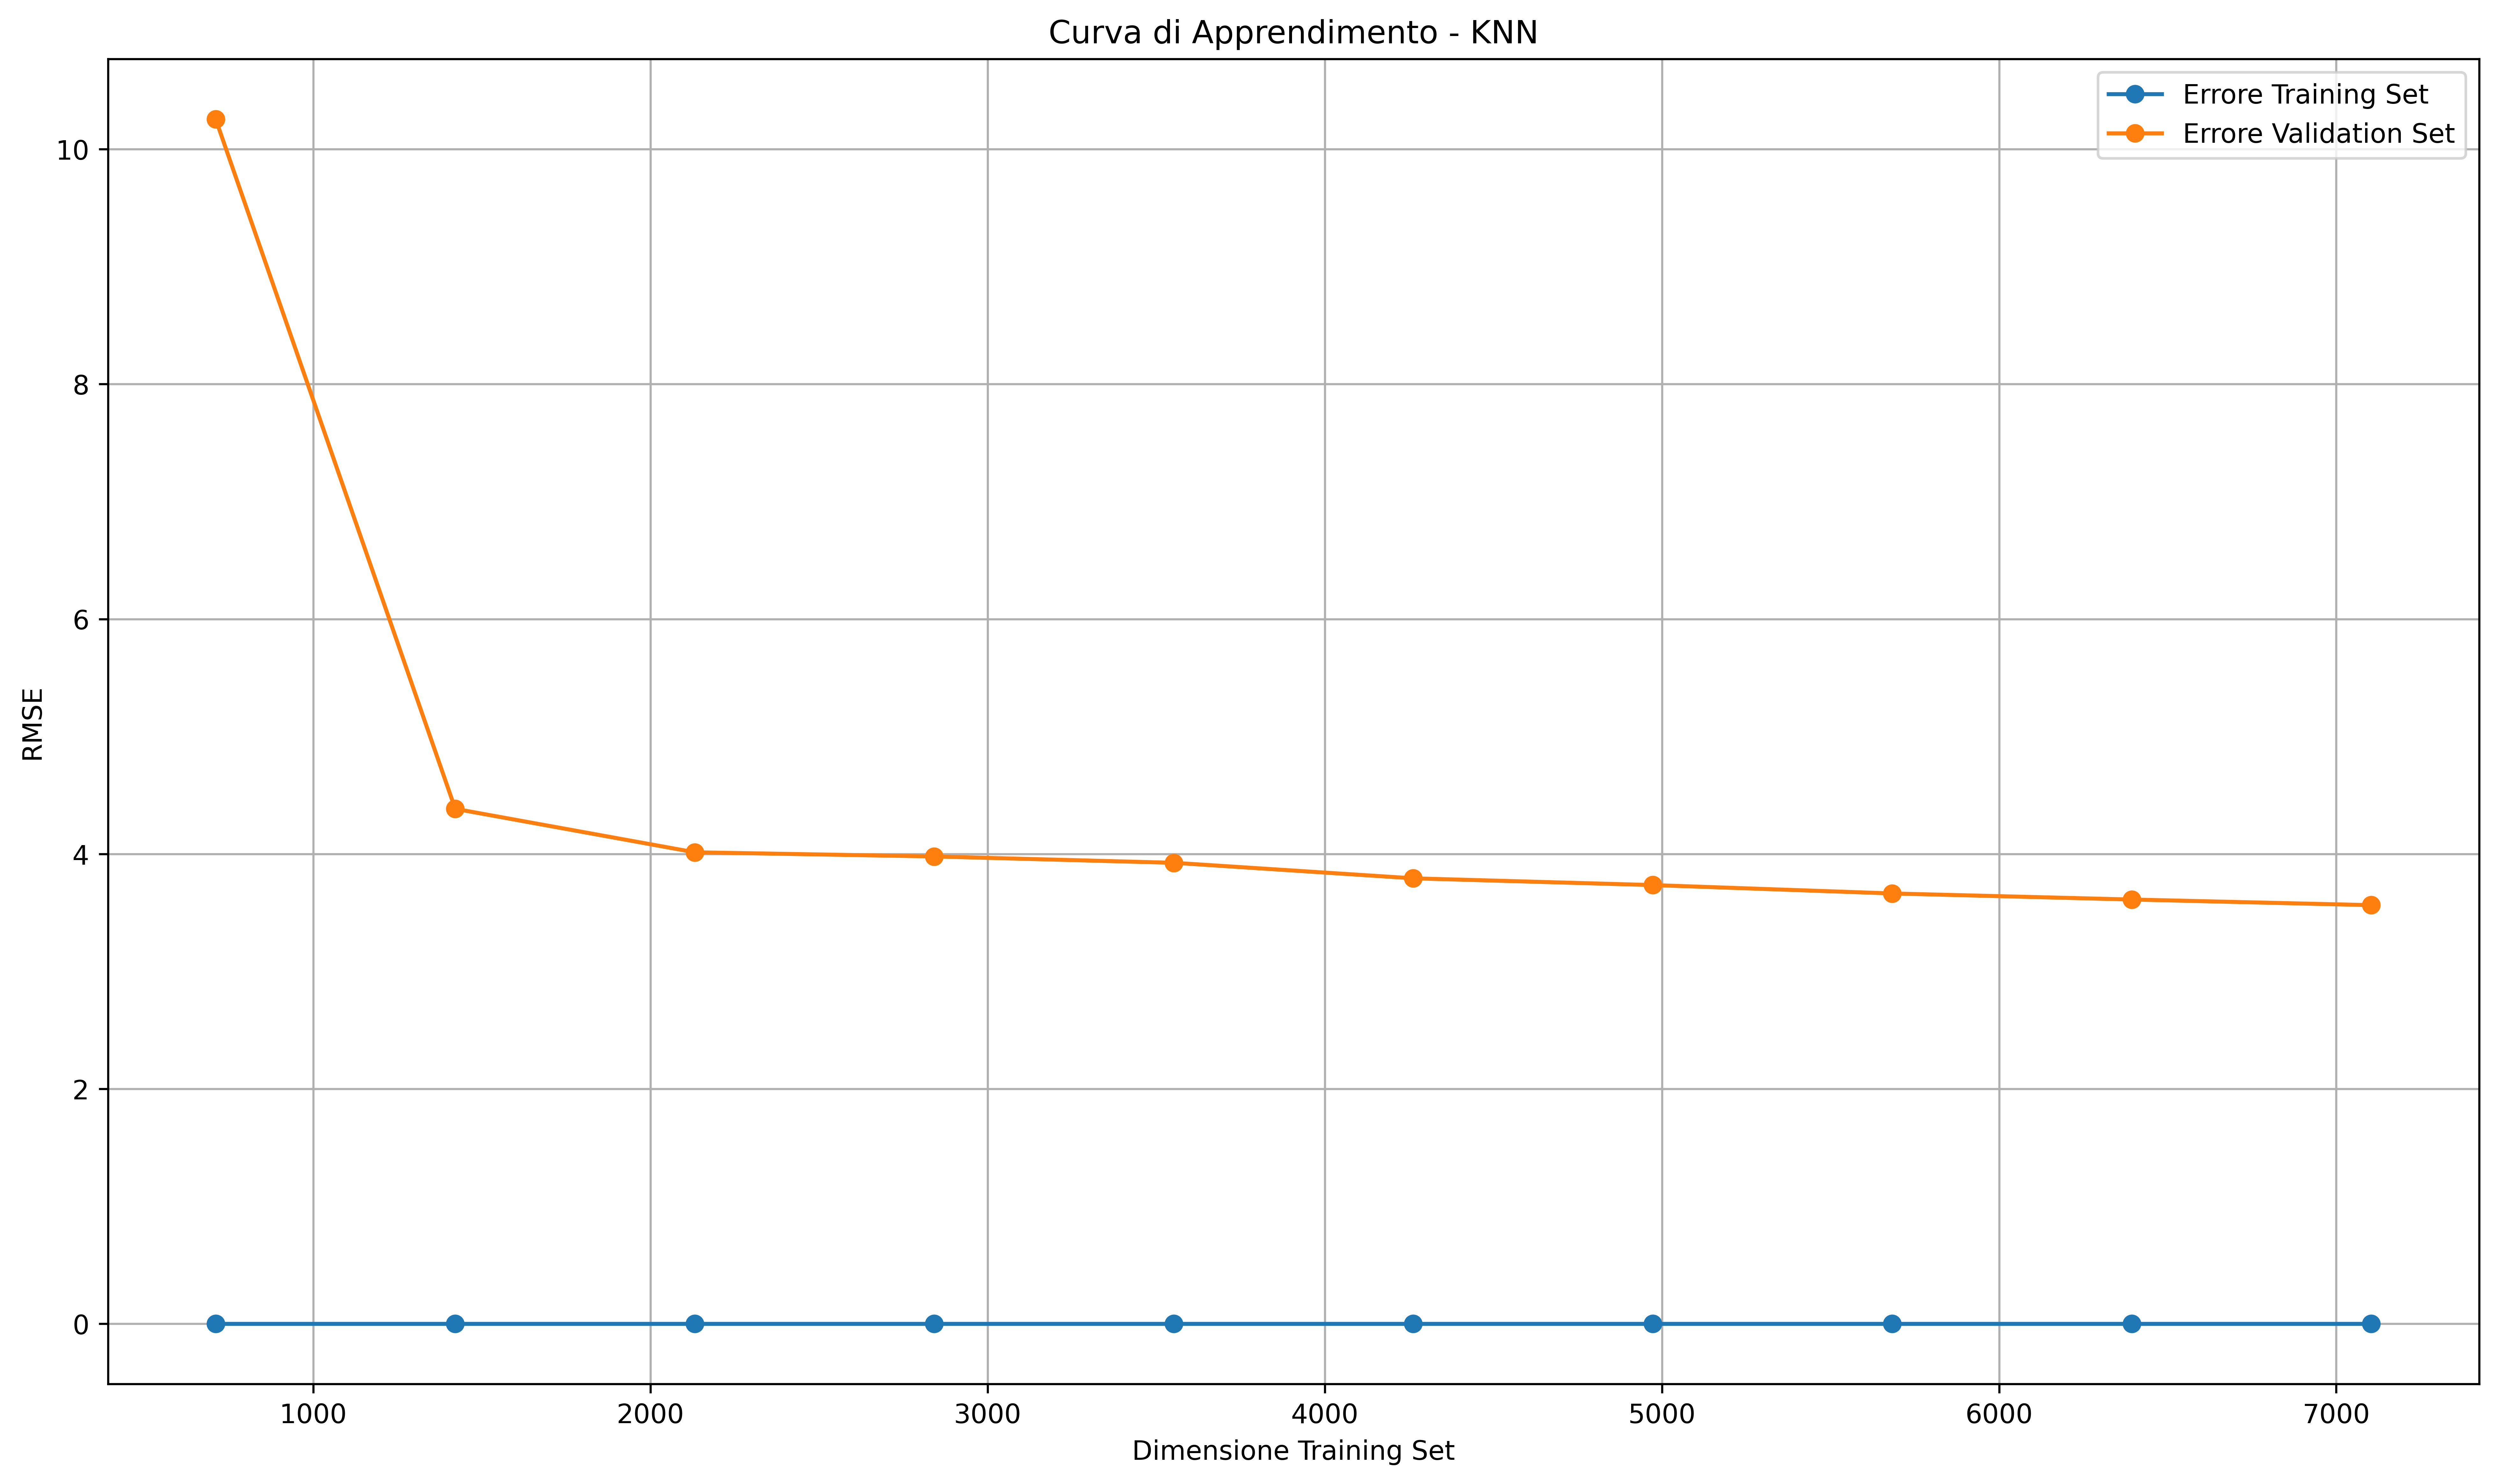 Curva di Apprendimento - KNN
Errore Training Set
Errore Validation Set
RMSE
10
8
6
4
2
0
1000 2000 3000 4000 5000 6000 7000
Dimensione Training Set